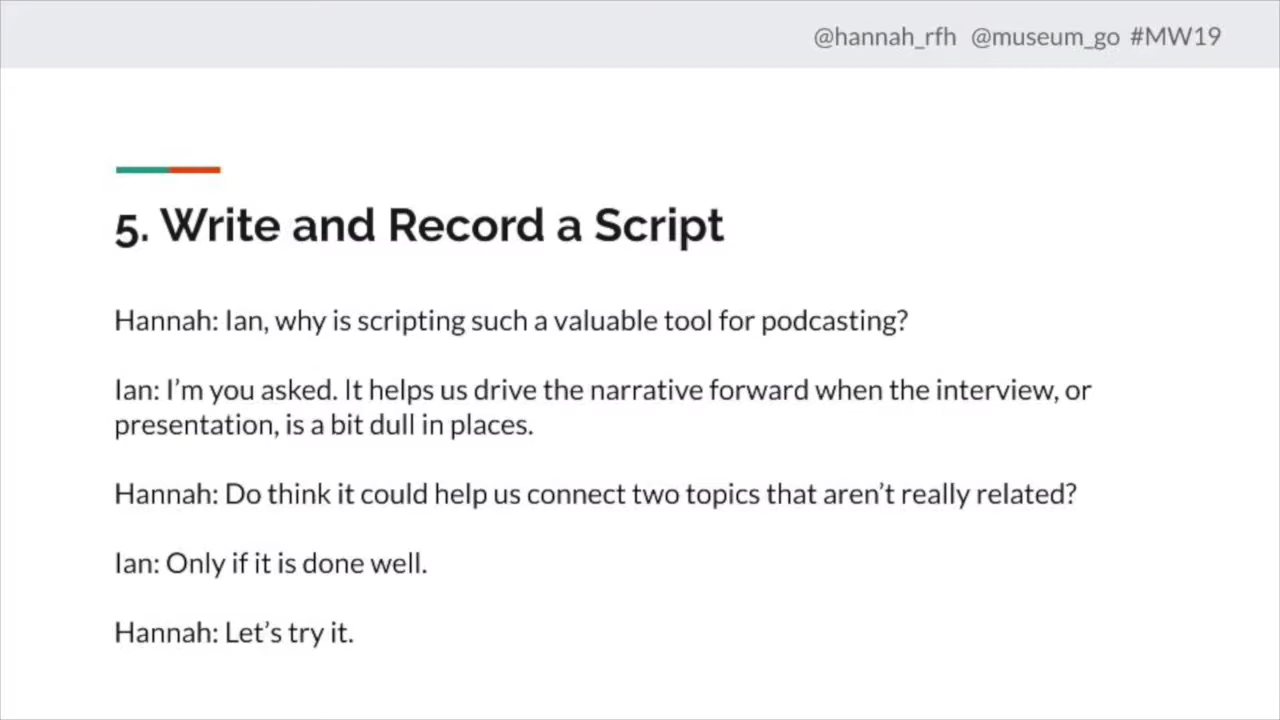 @hannah_rfh @museum_go #MW19
5. Write and Record a Script
Hannah: Ian, why is scripting such a valuable tool for podcasting?
Ian: I’m you asked. It helps us drive the narrative forward when the interview, or
presentation, is a bit dull in places.
Hannah: Do think it could help us connect two topics that aren’t really related?
Ian: Only if it is done well.
Hannah: Let’s try it.